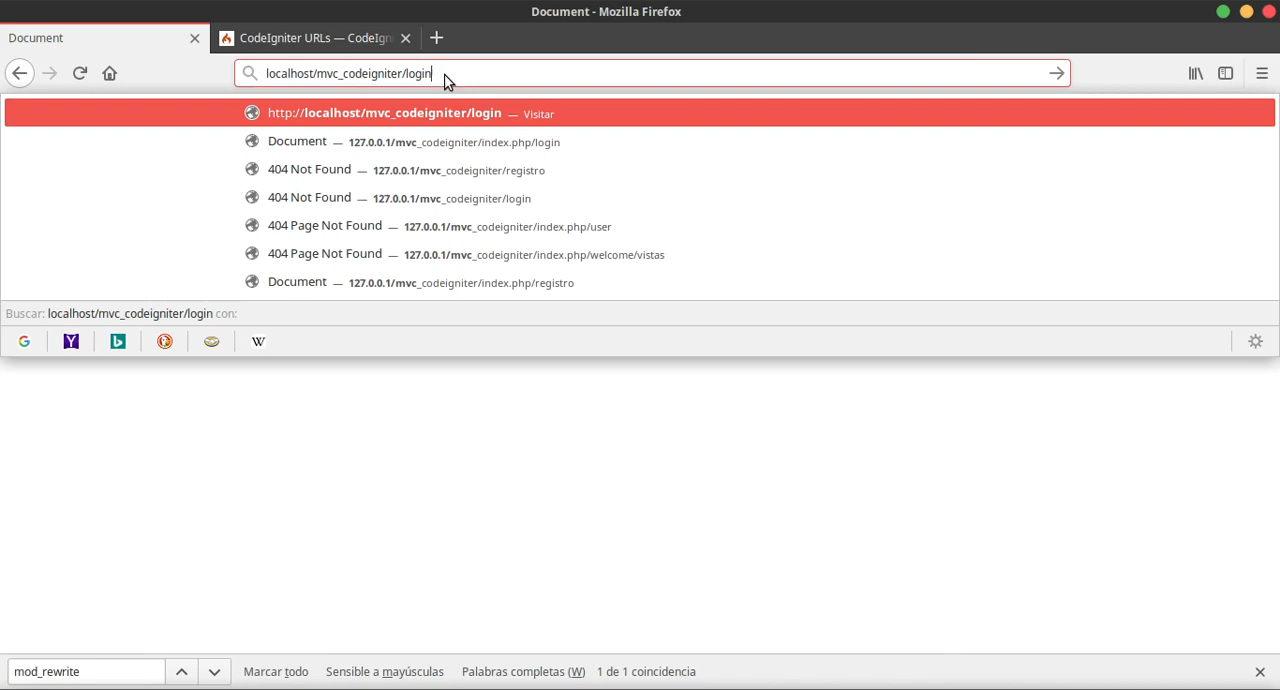 Document - Mozilla Firefox
Document
CodeIgniter URLs — CodeIgn
localhost/mvc_codeigniter/login
http://localhost/mvc_codeigniter/login — Visitar
Document — 127.0.0.1/mvc_codeigniter/index.php/login
404 Not Found — 127.0.0.1/mvc_codeigniter/registro
404 Not Found — 127.0.0.1/mvc_codeigniter/login
404 Page Not Found — 127.0.0.1/mvc_codeigniter/index.php/user
404 Page Not Found — 127.0.0.1/mvc_codeigniter/index.php/welcome/vistas
Document — 127.0.0.1/mvc_codeigniter/index.php/registro
Buscar: localhost/mvc_codeigniter/login con:
G Y b W
mod_rewrite Marcar todo Sensible a mayúsculas Palabras completas (W) 1 de 1 coincidencia